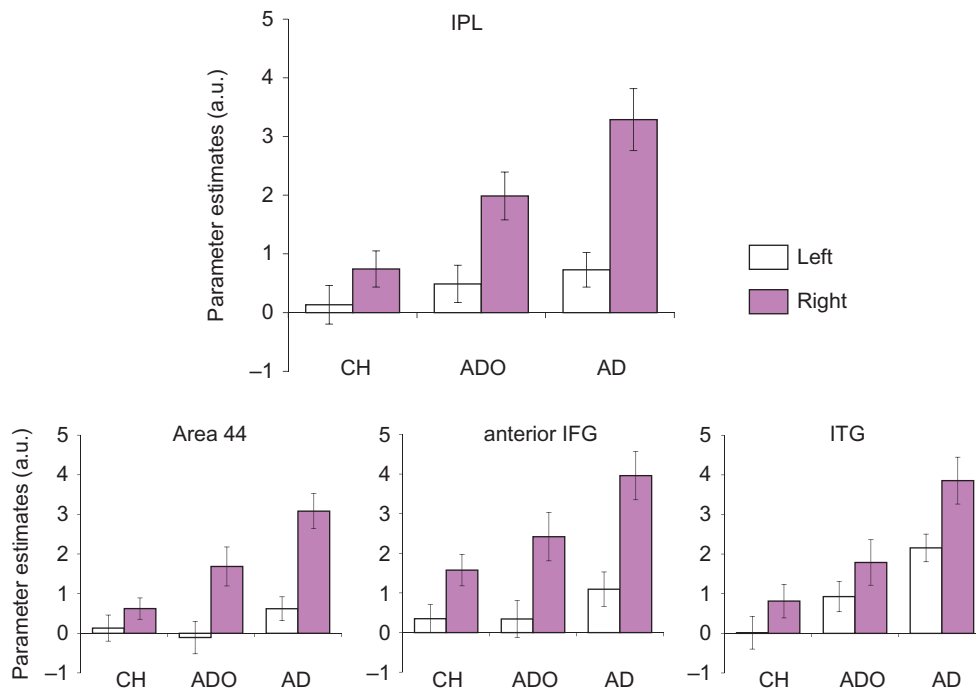 IPL
Parameter estimates (a.u.)
5
4
3
2
1
0
–1
CH ADO AD
Left
Right
Area 44
Parameter estimates (a.u.)
5
4
3
2
1
0
–1
CH ADO AD
anterior IFG
5
4
3
2
1
0
–1
CH ADO AD
ITG
5
4
3
2
1
0
–1
CH ADO AD